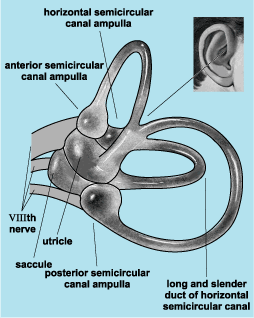 horizontal semicircular
canal ampulla
anterior semicircular
canal ampulla
VIIIth
nerve
utricle
saccule
posterior semicircular
canal ampulla
long and slender
duct of horizontal
semicircular canal